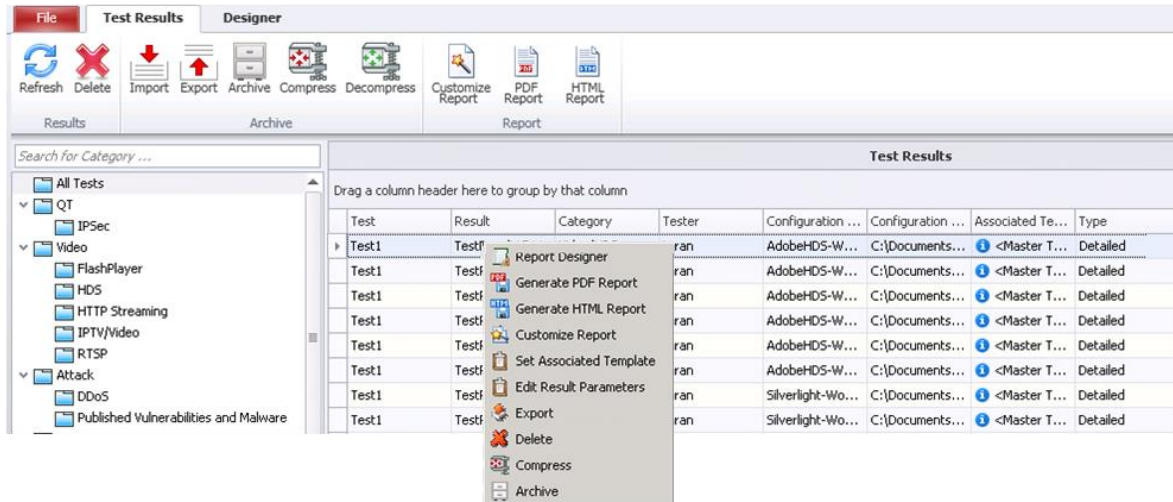 File Test Results Designer
Refresh Delete Import Export Archive Compress Decompress Customize Report PDF Report HTML Report
Results Archive Report
Search for Category ...
Test Results
All Tests
Drag a column header here to group by that column
QT
IPSec
Video
FlashPlayer
HDS
HTTP Streaming
IPTV/Video
RTSP
Attack
DDoS
Published Vulnerabilities and Malware
Test Result Category Tester Configuration ... Configuration ... Associated Te... Type
Test1 AdobeHDS-W... C:\Documents... <Master T... Detailed
Test1 AdobeHDS-W... C:\Documents... <Master T... Detailed
Test1 AdobeHDS-W... C:\Documents... <Master T... Detailed
Test1 AdobeHDS-W... C:\Documents... <Master T... Detailed
Test1 AdobeHDS-W... C:\Documents... <Master T... Detailed
Test1 AdobeHDS-W... C:\Documents... <Master T... Detailed
Test1 Silverlight-Wo... C:\Documents... <Master T... Detailed
Test1 Silverlight-Wo... C:\Documents... <Master T... Detailed
Report Designer
Generate PDF Report
Generate HTML Report
Customize Report
Set Associated Template
Edit Result Parameters
Export
Delete
Compress
Archive